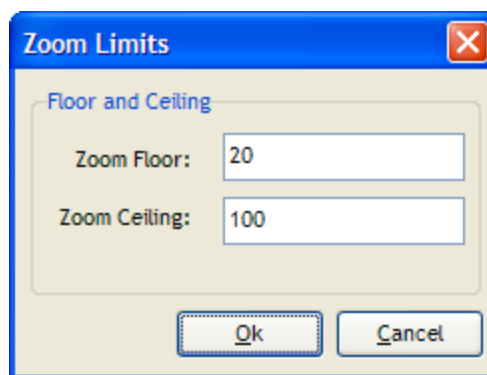 Zoom Limits
Floor and Ceiling
Zoom Floor: 20
Zoom Ceiling: 100
Ok Cancel